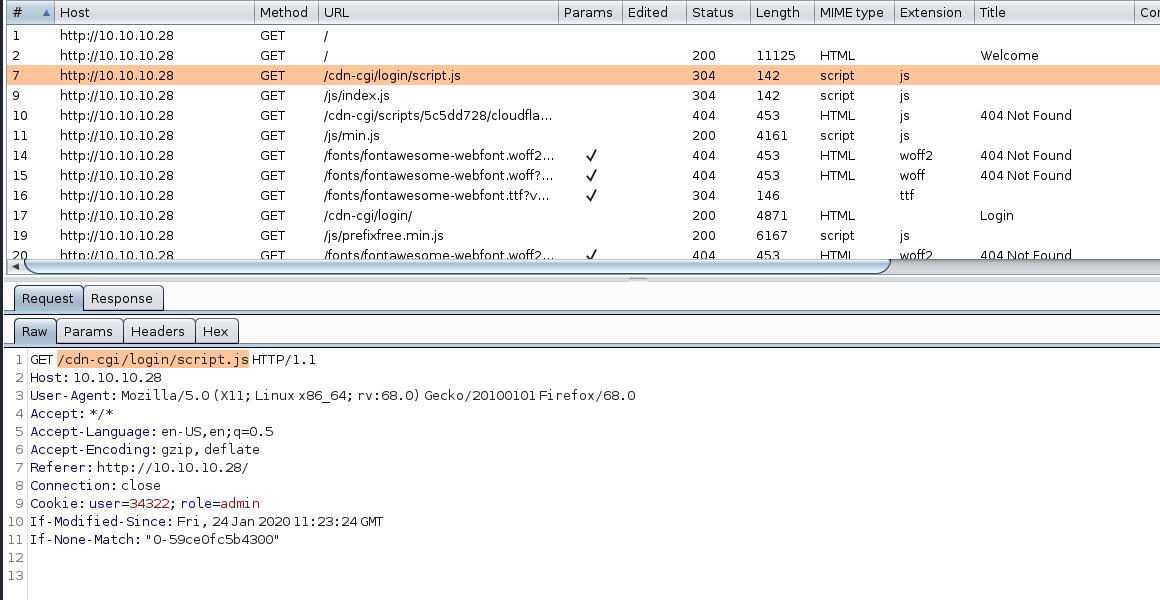 # Host Method URL Params Edited Status Length MIME type Extension Title Cor
1 http://10.10.10.28 GET /
2 http://10.10.10.28 GET / 200 11125 HTML Welcome
7 http://10.10.10.28 GET /cdn-cgi/login/script.js 304 142 script js
9 http://10.10.10.28 GET /js/index.js 304 142 script js
10 http://10.10.10.28 GET /cdn-cgi/scripts/5c5dd728/cloudfla... 404 453 HTML js 404 Not Found
11 http://10.10.10.28 GET /js/min.js 200 4161 script js
14 http://10.10.10.28 GET /fonts/fontawesome-webfont.woff2... ✓ 404 453 HTML woff2 404 Not Found
15 http://10.10.10.28 GET /fonts/fontawesome-webfont.woff?... ✓ 404 453 HTML woff 404 Not Found
16 http://10.10.10.28 GET /fonts/fontawesome-webfont.ttf?v... ✓ 304 146 ttf
17 http://10.10.10.28 GET /cdn-cgi/login/ 200 4871 HTML Login
19 http://10.10.10.28 GET /js/prefixfree.min.js 200 6167 script js
20 http://10.10.10.28 GET /fonts/fontawesome-webfont.woff2... ✓ 404 453 HTML woff2 404 Not Found
Request Response
Raw Params Headers Hex
1 GET /cdn-cgi/login/script.js HTTP/1.1
2 Host: 10.10.10.28
3 User-Agent: Mozilla/5.0 (X11; Linux x86_64; rv:68.0) Gecko/20100101 Firefox/68.0
4 Accept: */*
5 Accept-Language: en-US,en;q=0.5
6 Accept-Encoding: gzip, deflate
7 Referer: http://10.10.10.28/
8 Connection: close
9 Cookie: user=34322; role=admin
10 If-Modified-Since: Fri, 24 Jan 2020 11:23:24 GMT
11 If-None-Match: "0-59ce0fc5b4300"
12
13